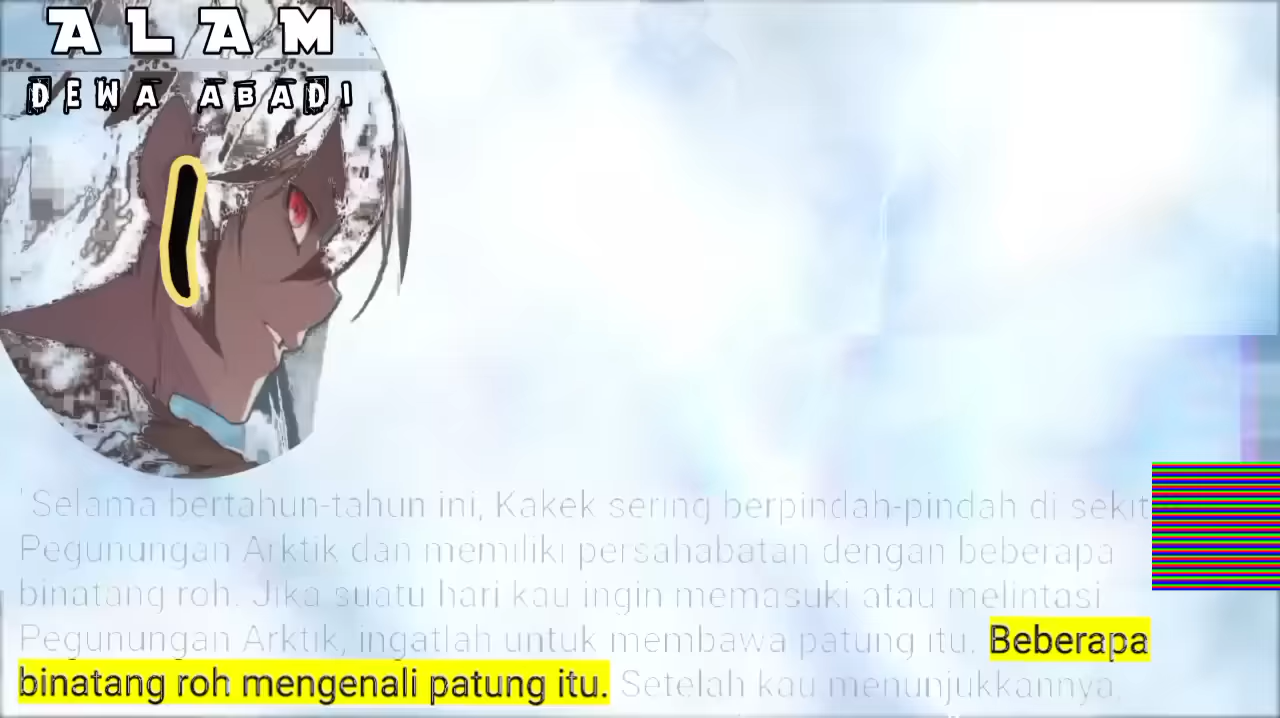 ALAM
DEWA ABADI
'Selama bertahun-tahun ini, Kakek sering berpindah-pindah di
Pegunungan Arktik dan memiliki persahabatan dengan beberapa
binatang roh. Jika suatu hari kau ingin memasuki atau melintasi
Pegunungan Arktik, ingatlah untuk membawa patung itu. Beberapa
binatang roh mengenali patung itu. Setelah kau menunjukkannya,